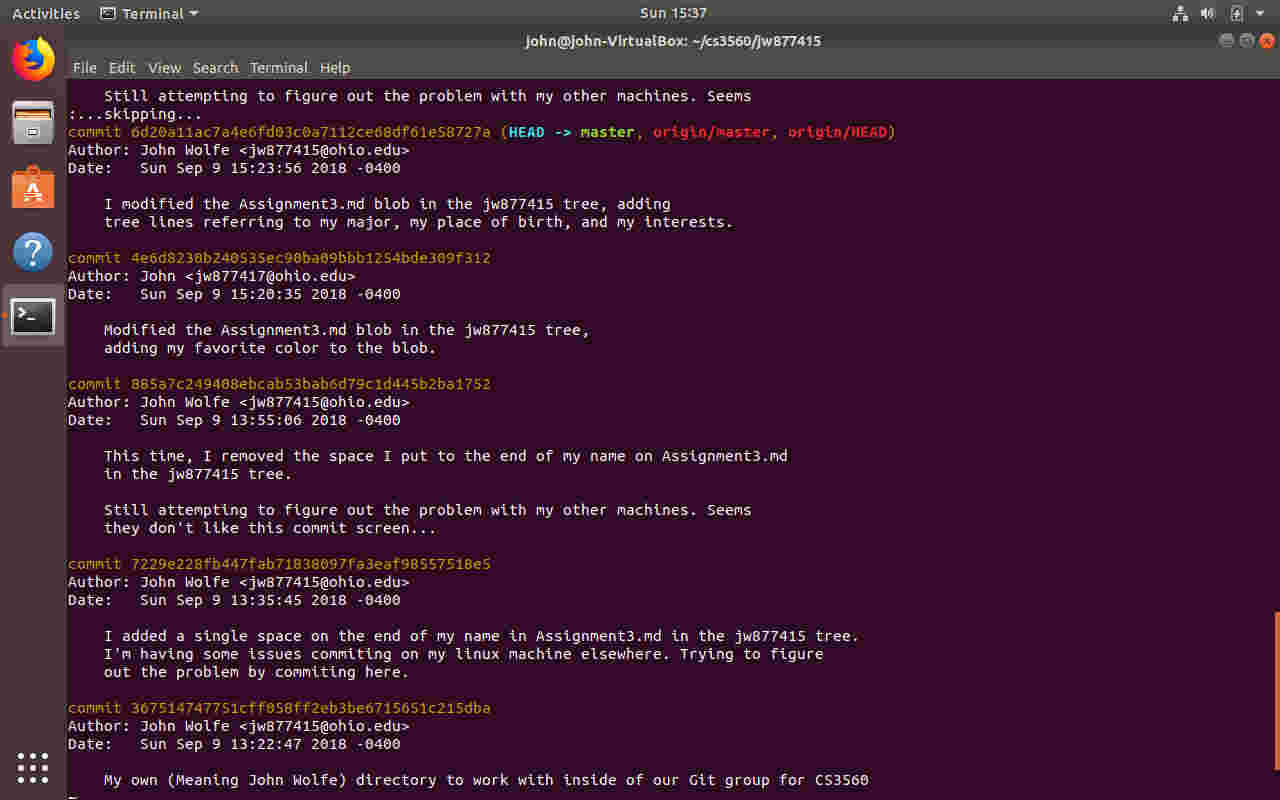 Activities Terminal Sun 15:37
john@john-VirtualBox: ~/cs3560/jw877415
File Edit View Search Terminal Help
Still attempting to figure out the problem with my other machines. Seems
:...skipping...
commit 6d20a11ac7a4e6fd03c0a7112ce68df61e58727a (HEAD -> master, origin/master, origin/HEAD)
Author: John Wolfe <jw877415@ohio.edu>
Date: Sun Sep 9 15:23:56 2018 -0400
I modified the Assignment3.md blob in the jw877415 tree, adding
tree lines referring to my major, my place of birth, and my interests.
commit 4e6d8230b240535ec90ba09bbb1254bde309f312
Author: John <jw877417@ohio.edu>
Date: Sun Sep 9 15:20:35 2018 -0400
Modified the Assignment3.md blob in the jw877415 tree,
adding my favorite color to the blob.
commit 885a7c249408ebcab53bab6d79c1d445b2ba1752
Author: John Wolfe <jw877415@ohio.edu>
Date: Sun Sep 9 13:55:06 2018 -0400
This time, I removed the space I put to the end of my name on Assignment3.md
in the jw877415 tree.
Still attempting to figure out the problem with my other machines. Seems
they don't like this commit screen...
commit 7229e228fb447fab71838097fa3eaf98557518e5
Author: John Wolfe <jw877415@ohio.edu>
Date: Sun Sep 9 13:35:45 2018 -0400
I added a single space on the end of my name in Assignment3.md in the jw877415 tree.
I'm having some issues commiting on my linux machine elsewhere. Trying to figure
out the problem by commiting here.
commit 367514747751cff058ff2eb3be6715651c215dba
Author: John Wolfe <jw877415@ohio.edu>
Date: Sun Sep 9 13:22:47 2018 -0400
My own (Meaning John Wolfe) directory to work with inside of our Git group for CS3560